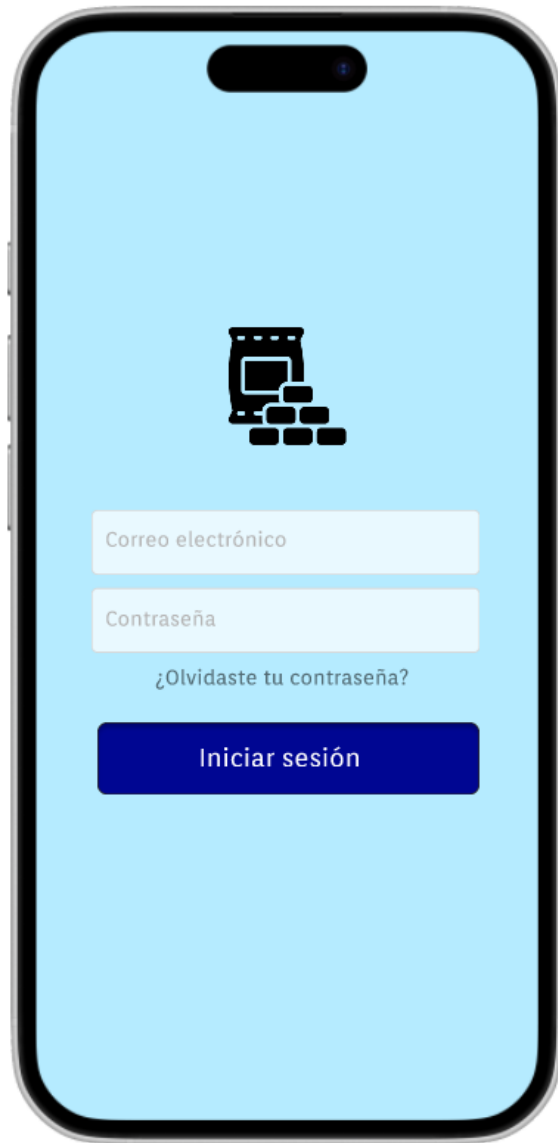 Correo electrónico
Contraseña
¿Olvidaste tu contraseña?
Iniciar sesión